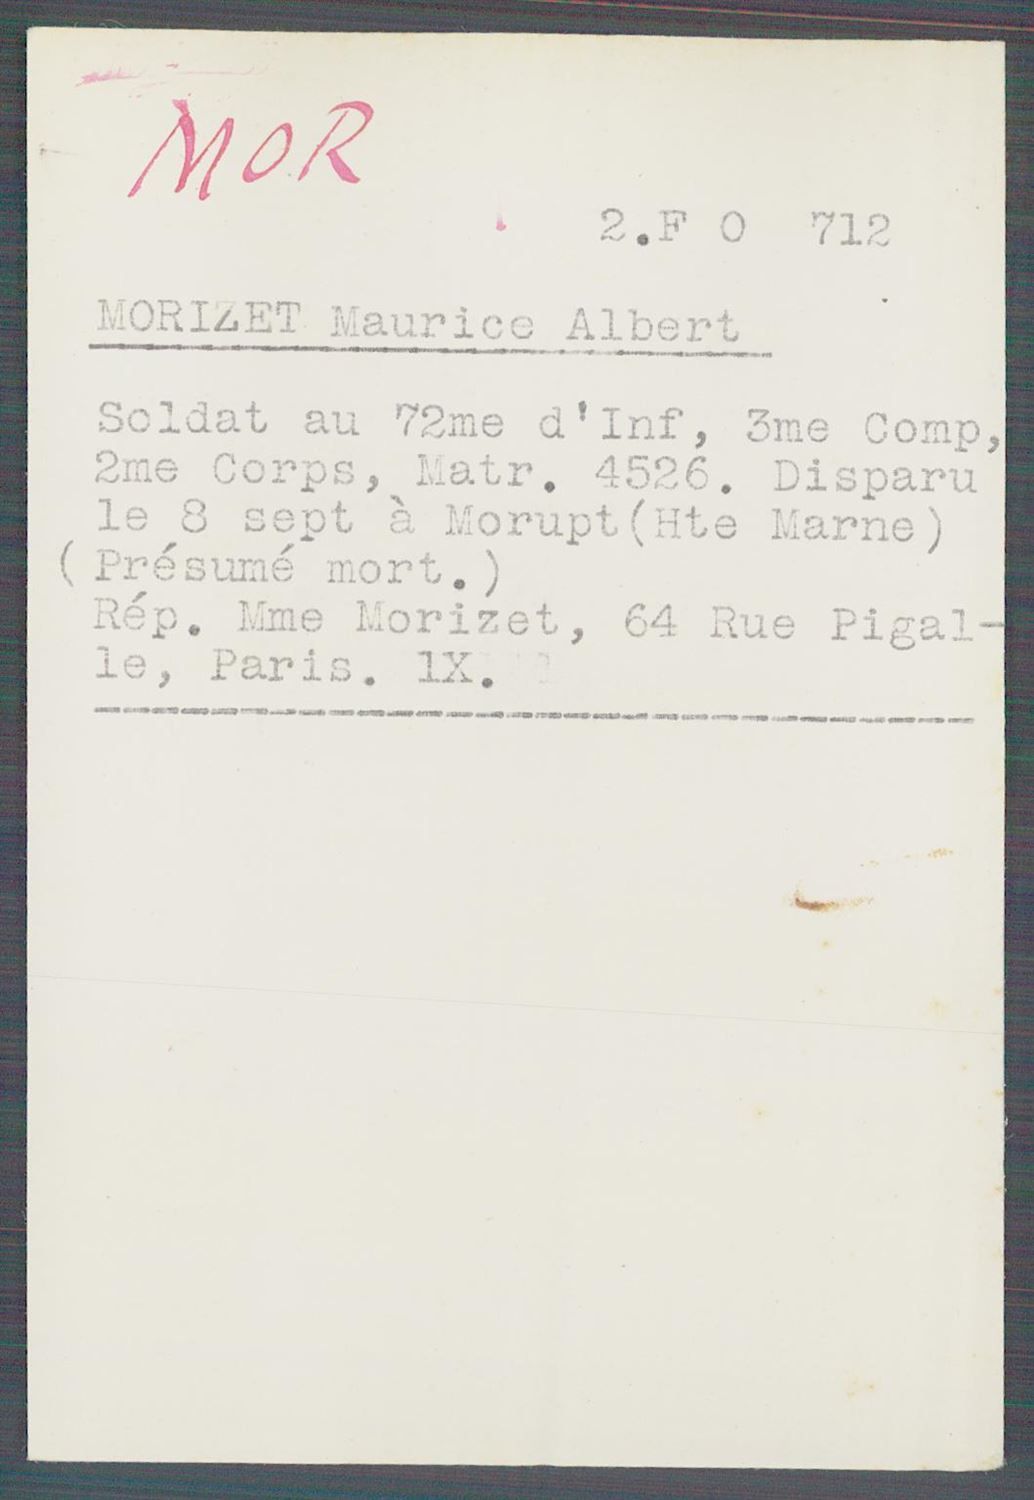 MOR
2.F O 712
MORIZET Maurice Albert
Soldat au 72me d'Inf, 3me Comp,
2me Corps, Matr. 4526. Disparu
le 8 sept à Morupt(Hte Marne)
(Présumé mort.)
Rép. Mme Morizet, 64 Rue Pigal-
le, Paris. 1X.